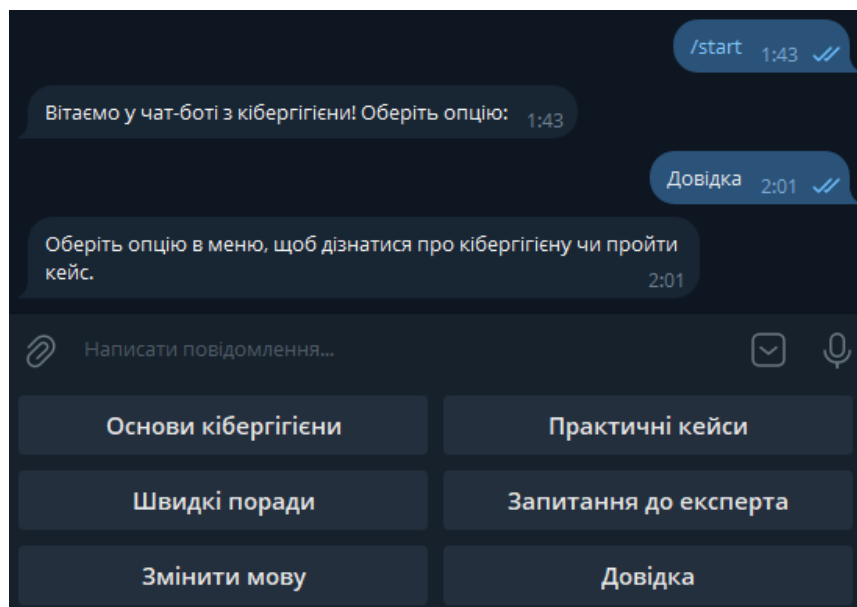 /start 1:43
Вітаємо у чат-боті з кібергігієни! Оберіть опцію: 1:43
Довідка 2:01
Оберіть опцію в меню, щоб дізнатися про кібергігієну чи пройти
кейс. 2:01
Написати повідомлення...
Основи кібергігієни Практичні кейси
Швидкі поради Запитання до експерта
Змінити мову Довідка